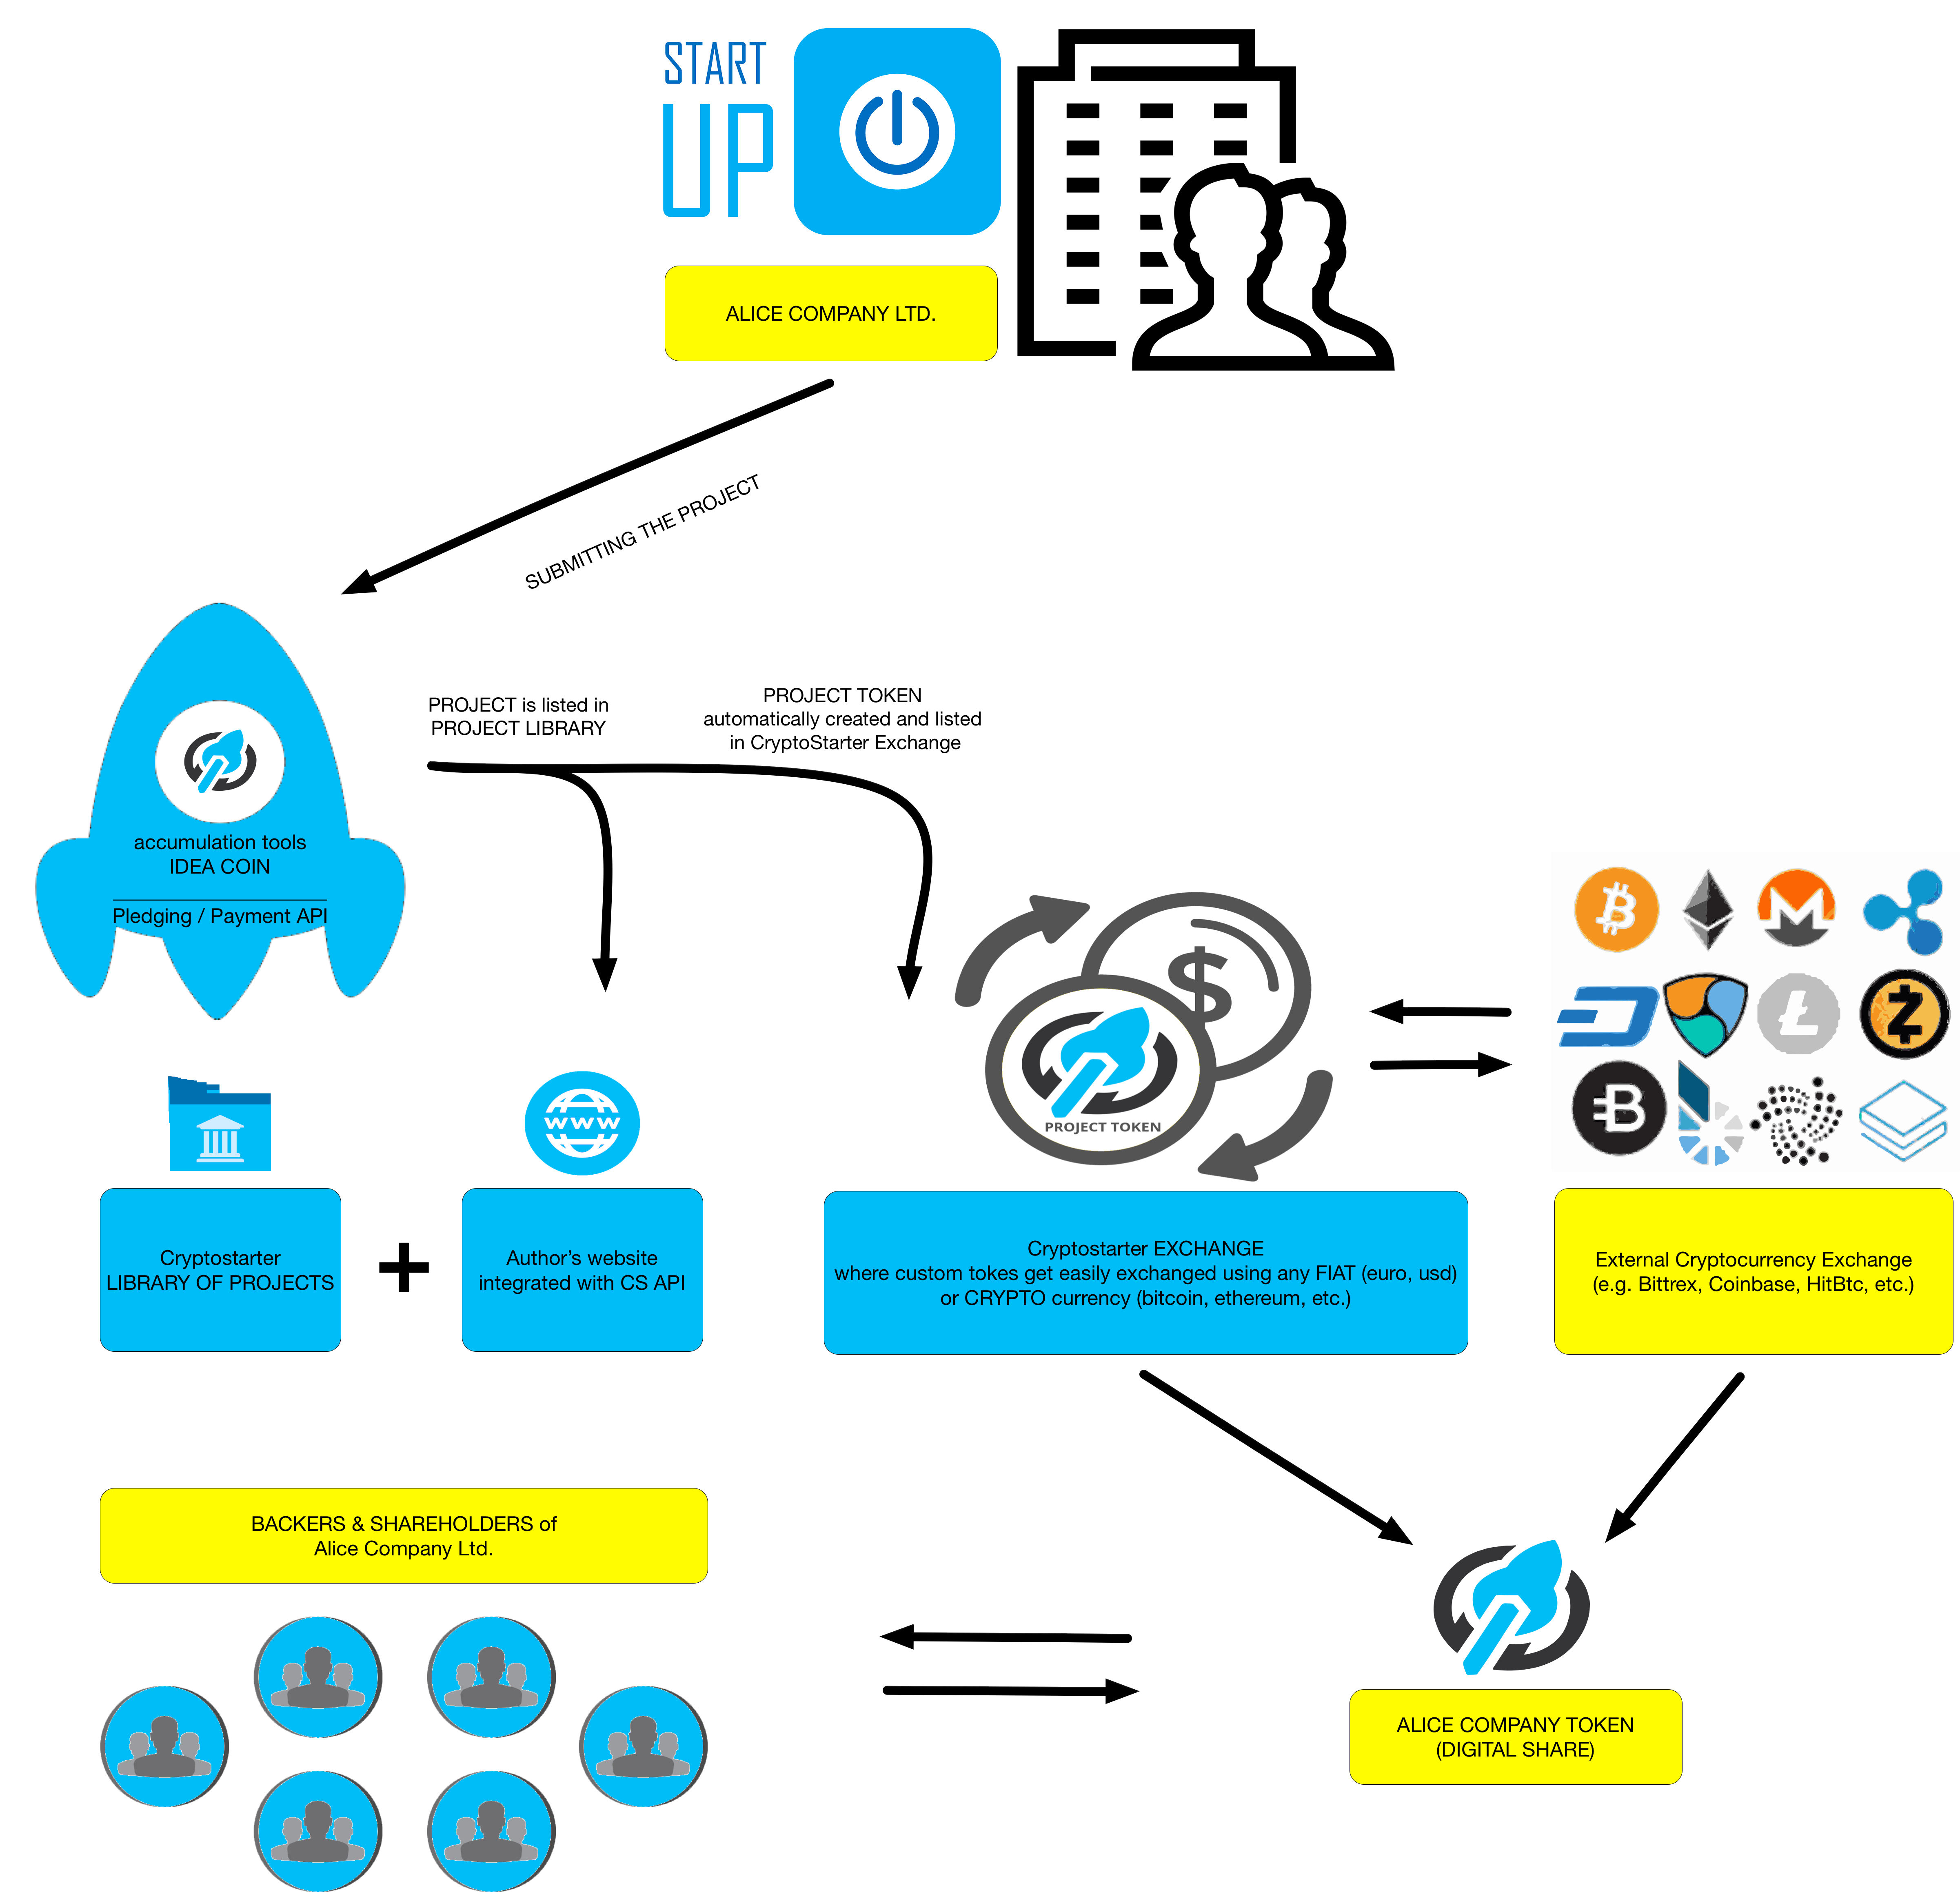 START
UP
ALICE COMPANY LTD.
SUBMITTING THE PROJECT
PROJECT is listed in
PROJECT LIBRARY
PROJECT TOKEN
automatically created and listed
in CryptoStarter Exchange
accumulation tools
IDEA COIN
Pledging / Payment API
$
PROJECT TOKEN
www
Cryptostarter
LIBRARY OF PROJECTS
+
Author's website
integrated with CS API
Cryptostarter EXCHANGE
where custom tokes get easily exchanged using any FIAT (euro, usd)
or CRYPTO currency (bitcoin, ethereum, etc.)
External Cryptocurrency Exchange
(e.g. Bittrex, Coinbase, HitBtc, etc.)
BACKERS & SHAREHOLDERS of
Alice Company Ltd.
ALICE COMPANY TOKEN
(DIGITAL SHARE)